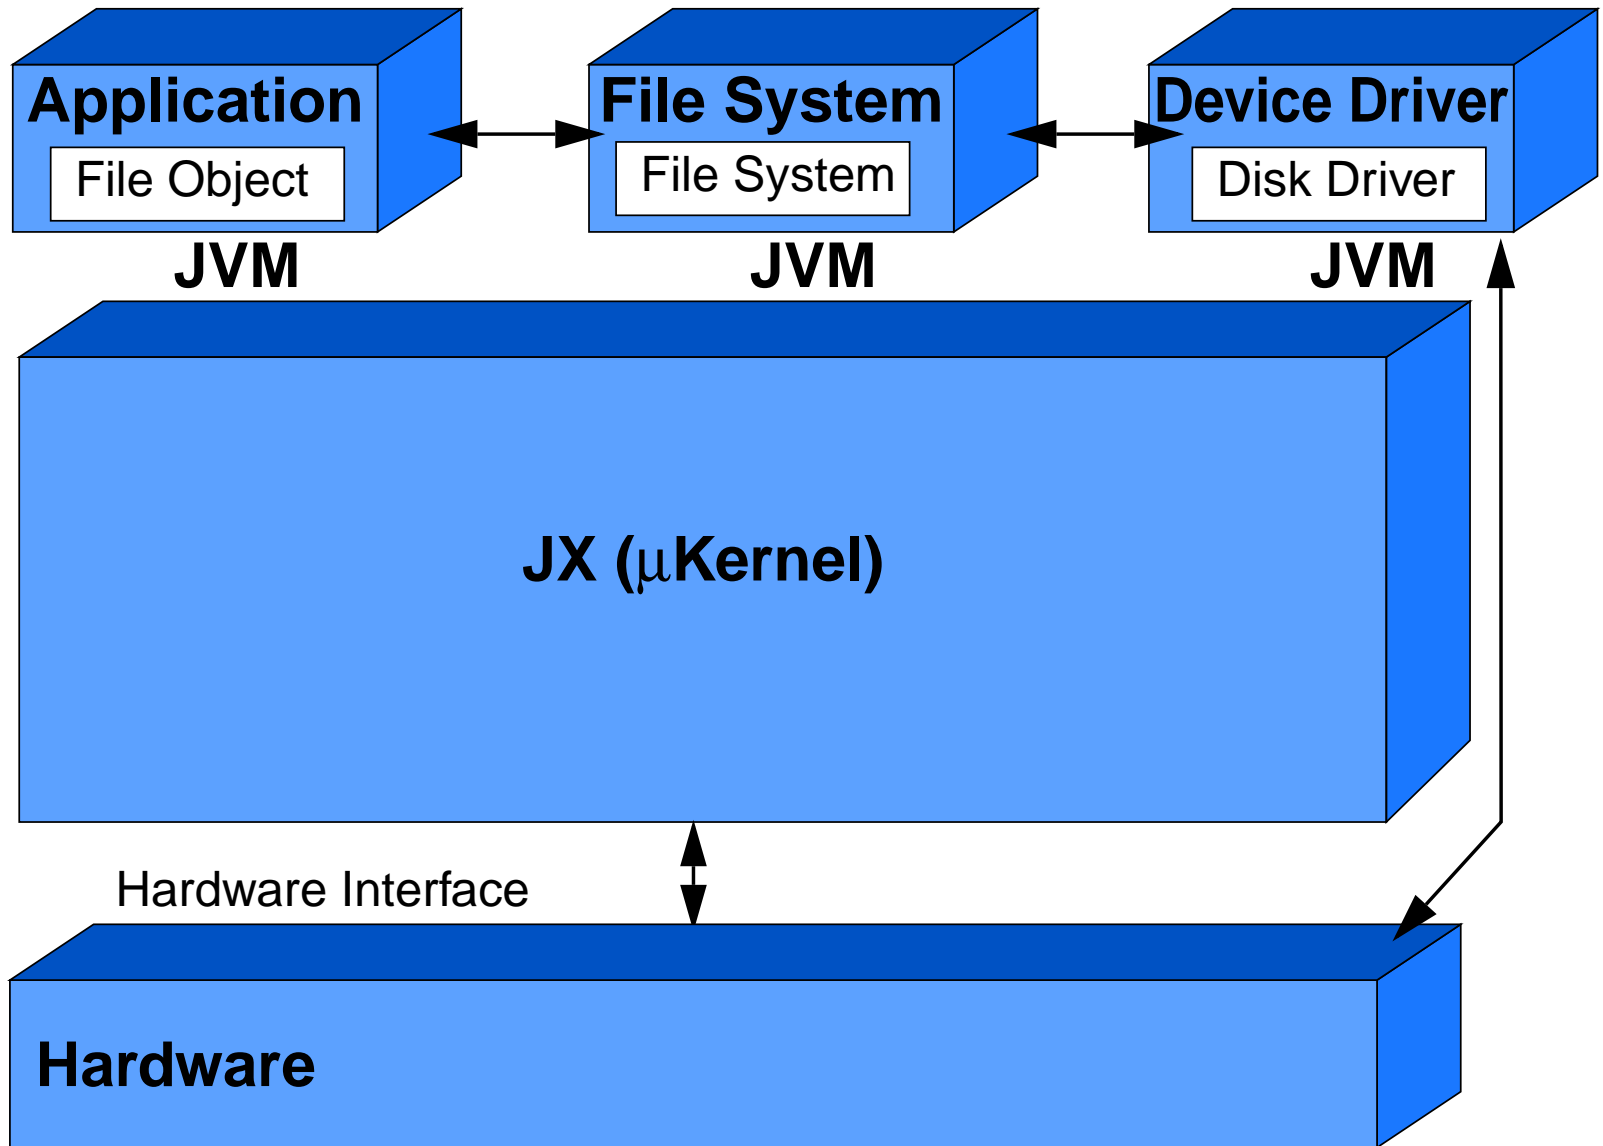 Application
File System
Device Driver
File Object
File System
Disk Driver
JVM
JVM
JVM
JX (μKernel)
Hardware Interface
Hardware